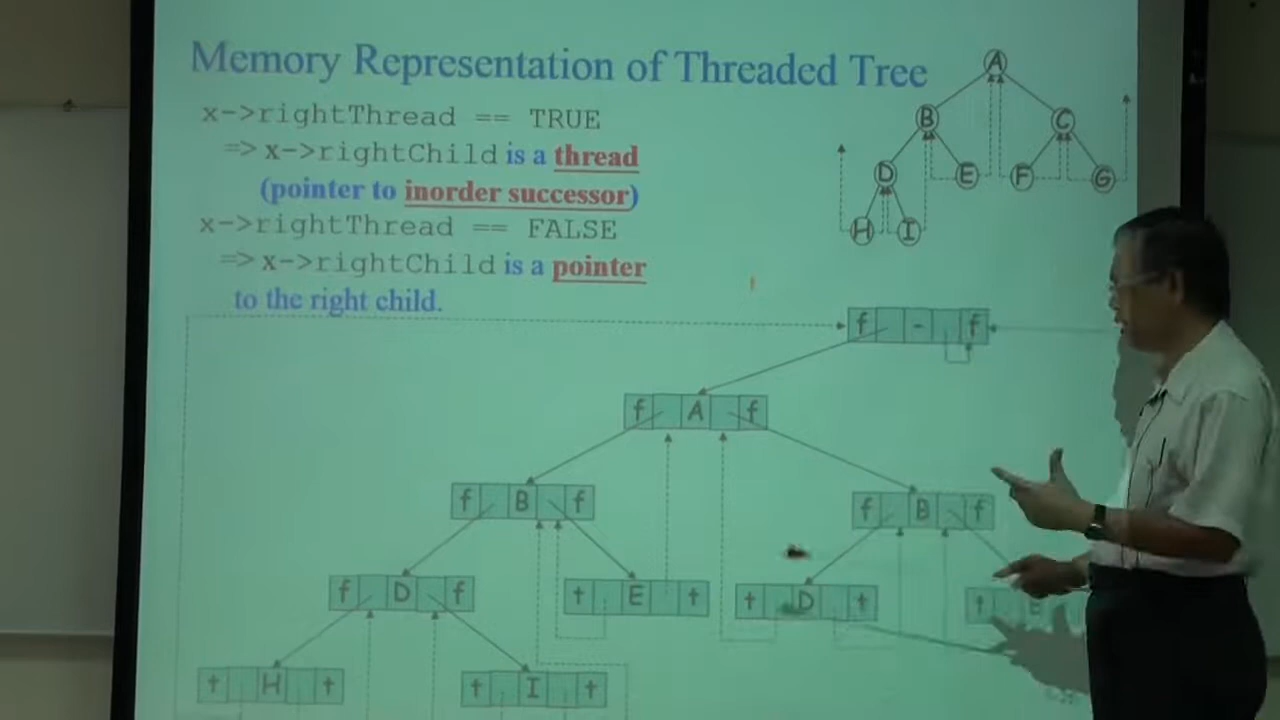 Memory Representation of Threaded Tree
x->rightThread == TRUE
=> x->rightChild is a thread
(pointer to inorder successor)
x->rightThread == FALSE
=> x->rightChild is a pointer
to the right child.
A
B C
D E F G
H I
f - f
f A f
f B f f B f
f D f t E t t D t t E
t H t t I t